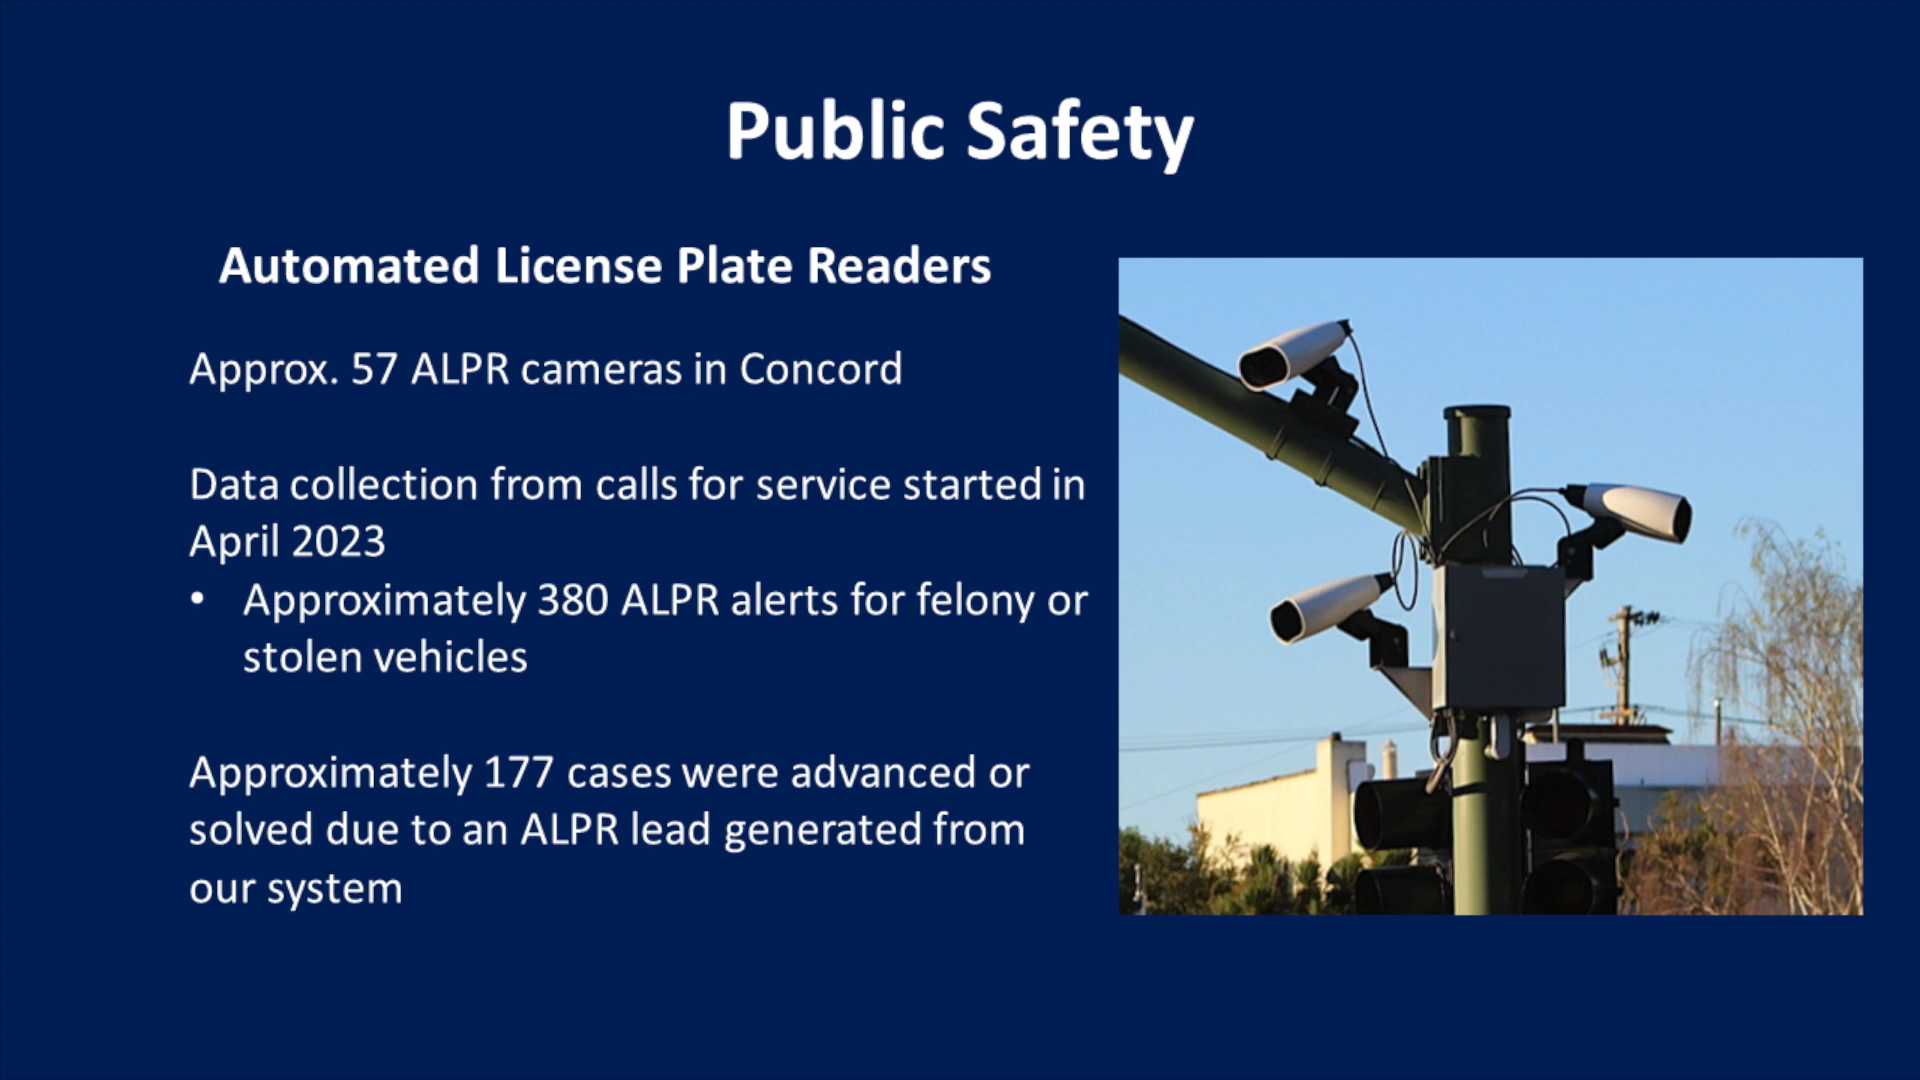 Public Safety
Automated License Plate Readers
Approx. 57 ALPR cameras in Concord
Data collection from calls for service started in
April 2023
• Approximately 380 ALPR alerts for felony or
stolen vehicles
Approximately 177 cases were advanced or
solved due to an ALPR lead generated from
our system